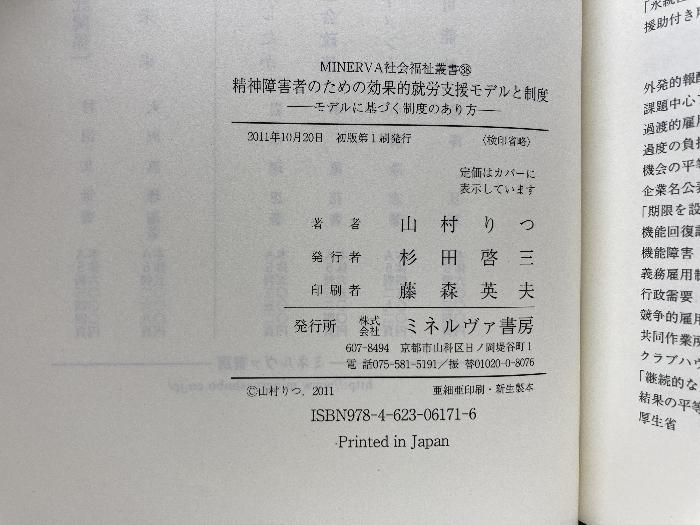 MINERVA社会福祉叢書㊳
精神障害者のための効果的就労支援モデルと制度
——モデルに基づく制度のあり方——
2011年10月20日　初版第1刷発行　〈検印省略〉
定価はカバーに
表示しています
著者　山村りつ
発行者　杉田啓三
印刷者　藤森英夫
発行所　株式会社　ミネルヴァ書房
607-8494　京都市山科区日ノ岡堤谷町1
電話075-581-5191／振替01020-0-8076
©山村りつ, 2011　亜細亜印刷・新生製本
ISBN978-4-623-06171-6
Printed in Japan
援助付き
外発的報酬
課題中心
過渡的雇用
過度の負担
機会の平等
企業名公表
「期限を設
機能回復訓
機能障害
義務雇用制
行政需要
競争的雇用
共同作業所
クラブハウ
「継続的な
結果の平等
厚生省